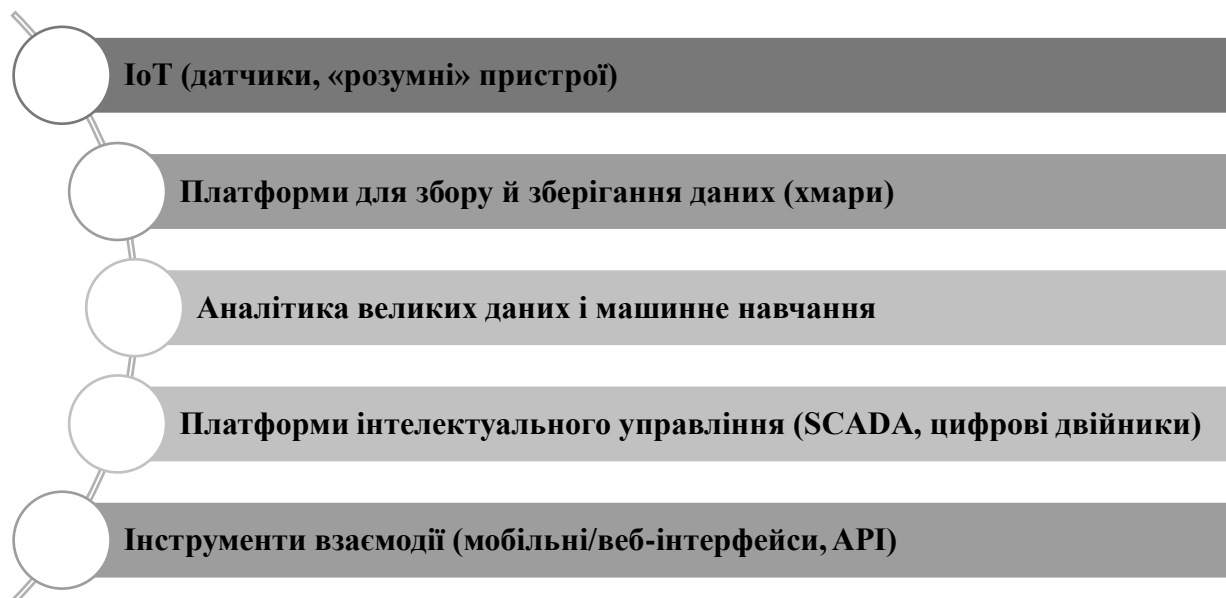 IoT (датчики, «розумні» пристрої)
Платформи для збору й зберігання даних (хмари)
Аналітика великих даних і машинне навчання
Платформи інтелектуального управління (SCADA, цифрові двійники)
Інструменти взаємодії (мобільні/веб-інтерфейси, API)